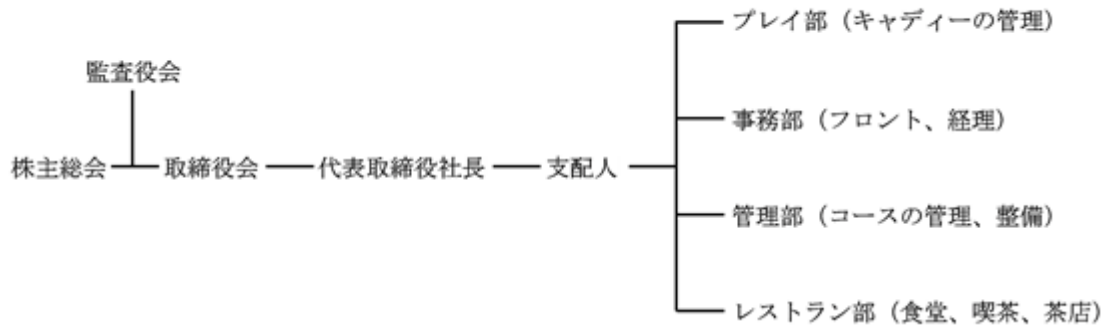 プレイ部（キャディーの管理）
監査役会
事務部（フロント、経理）
株主総会 取締役会 代表取締役社長 支配人
管理部（コースの管理、整備）
レストラン部（食堂、喫茶、茶店）